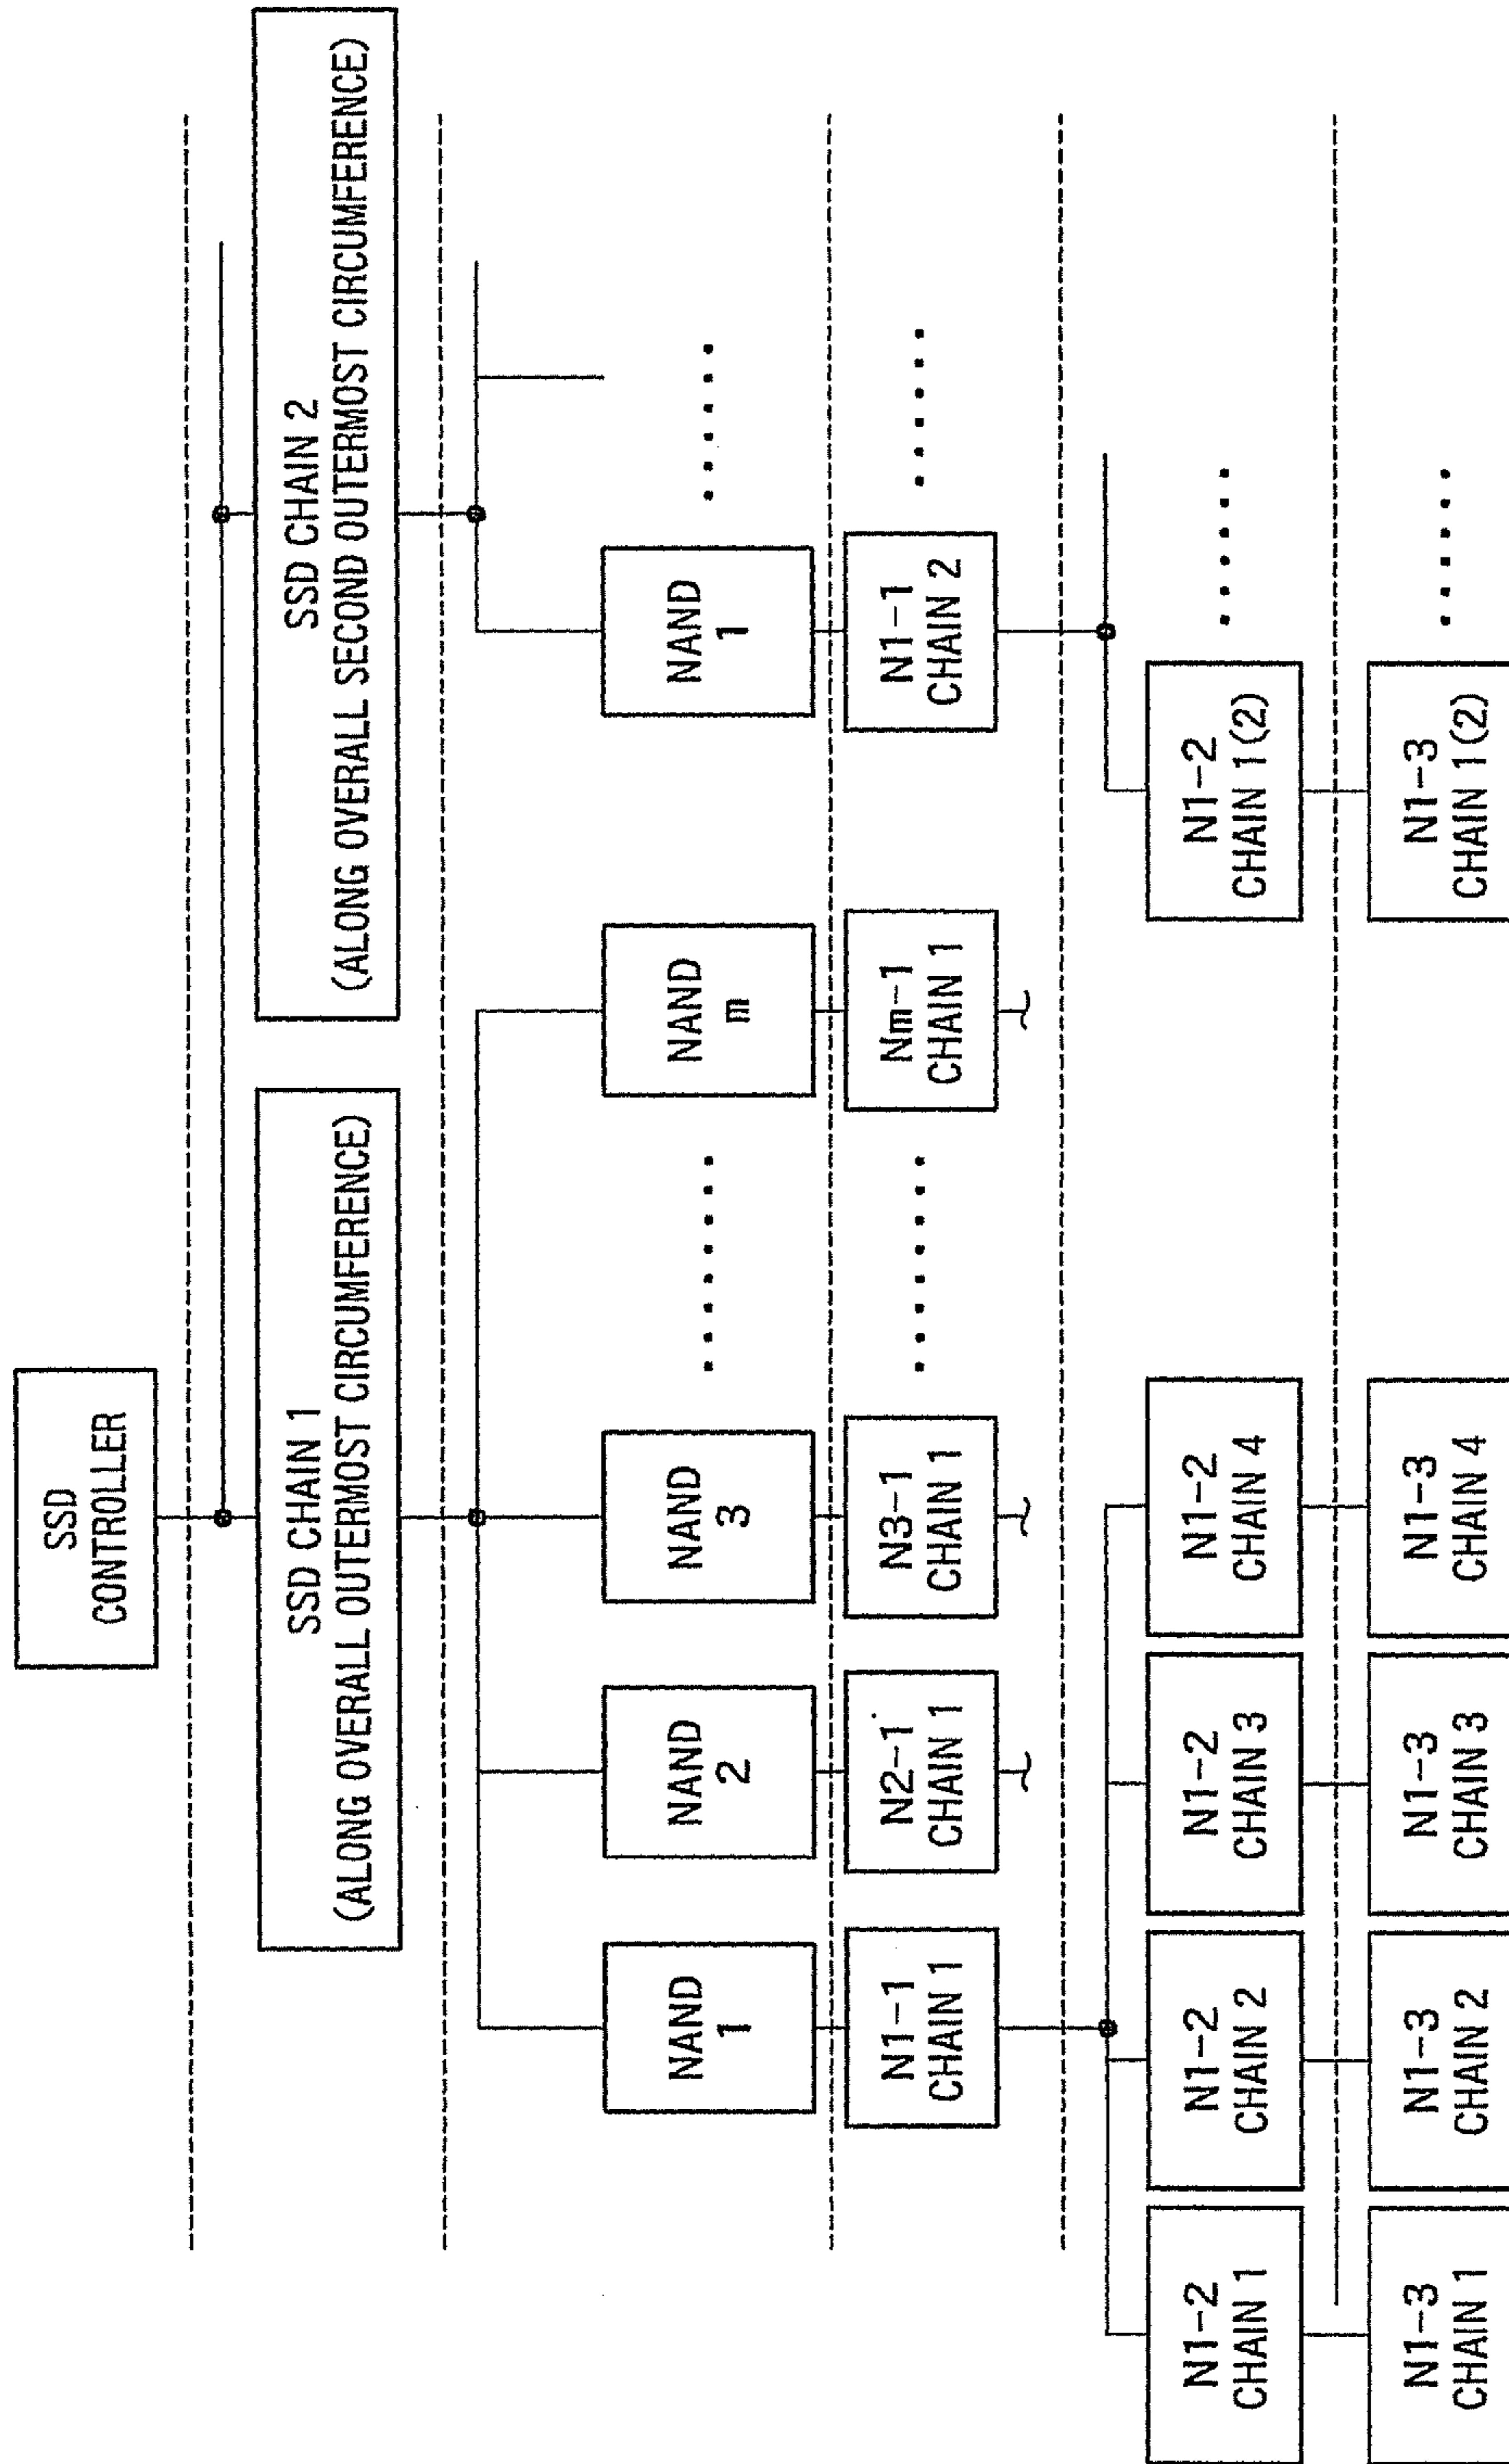 SSD
CONTROLLER
SSD CHAIN 1
(ALONG OVERALL OUTERMOST CIRCUMFERENCE)
SSD CHAIN 2
(ALONG OVERALL SECOND OUTERMOST CIRCUMFERENCE)
NAND
1
NAND
2
NAND
3
........
NAND
m
NAND
1
......
N1-1
CHAIN 1
N2-1
CHAIN 1
N3-1
CHAIN 1
........
Nm-1
CHAIN 1
N1-1
CHAIN 2
......
N1-2
CHAIN 1
N1-2
CHAIN 2
N1-2
CHAIN 3
N1-2
CHAIN 4
N1-2
CHAIN 1(2)
......
N1-3
CHAIN 1
N1-3
CHAIN 2
N1-3
CHAIN 3
N1-3
CHAIN 4
N1-3
CHAIN 1(2)
......